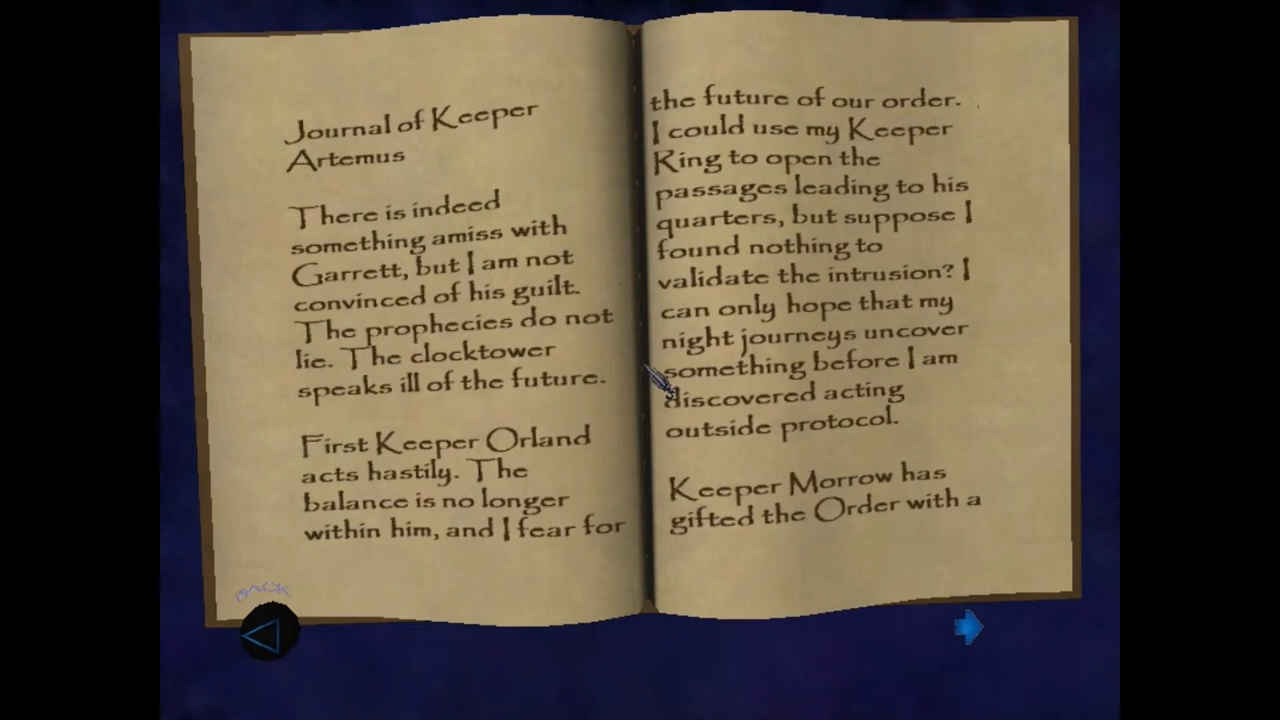 Journal of Keeper
Artemus
There is indeed
something amiss with
Garrett, but I am not
convinced of his guilt.
The prophecies do not
lie. The clocktower
speaks ill of the future.
First Keeper Orland
acts hastily. The
balance is no longer
within him, and I fear for
the future of our order.
I could use my Keeper
Ring to open the
passages leading to his
quarters, but suppose I
found nothing to
validate the intrusion? I
can only hope that my
night journeys uncover
something before I am
discovered acting
outside protocol.
Keeper Morrow has
gifted the Order with a
BACK